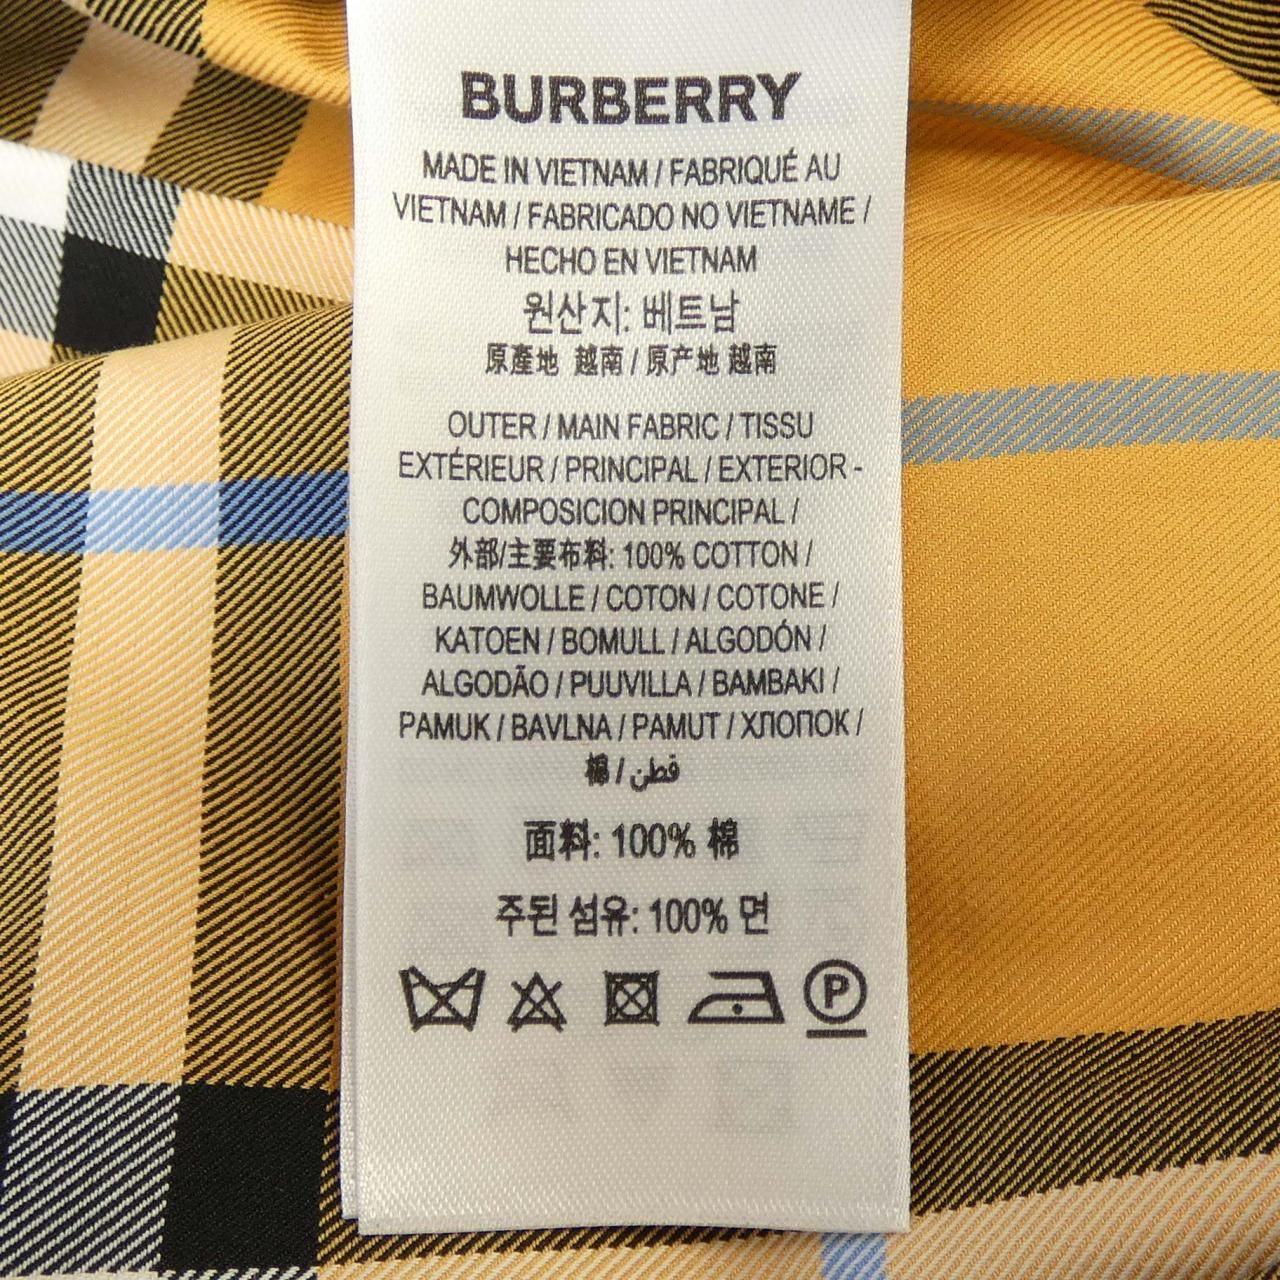 BURBERRY
MADE IN VIETNAM / FABRIQUÉ AU
VIETNAM / FABRICADO NO VIETNAME /
HECHO EN VIETNAM
원산지: 베트남
原產地 越南 / 原产地 越南
OUTER / MAIN FABRIC / TISSU
EXTÉRIEUR / PRINCIPAL / EXTERIOR -
COMPOSICION PRINCIPAL /
外部/主要布料: 100% COTTON /
BAUMWOLLE / COTON / COTONE /
KATOEN / BOMULL / ALGODÓN /
ALGODÃO / PUUVILLA / BAMBAKI /
PAMUK / BAVLNA / PAMUT / ХЛОПОК /
棉 / قطن
面料: 100% 棉
주된 섬유: 100% 면
P